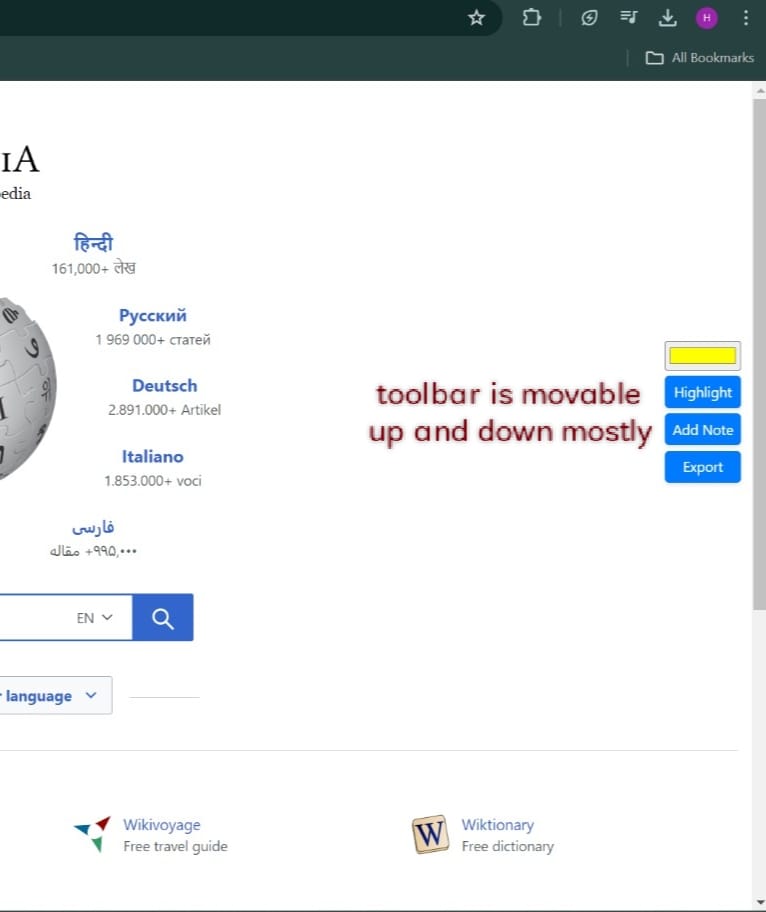 H
All Bookmarks
IA
edia
हिन्दी
161,000+ लेख
Русский
1 969 000+ статей
Deutsch
2.891.000+ Artikel
Italiano
1.853.000+ voci
فارسی
۹۹۵٬۰۰۰+ مقاله
toolbar is movable
up and down mostly
Highlight
Add Note
Export
EN
language
Wikivoyage
Free travel guide
W
Wiktionary
Free dictionary